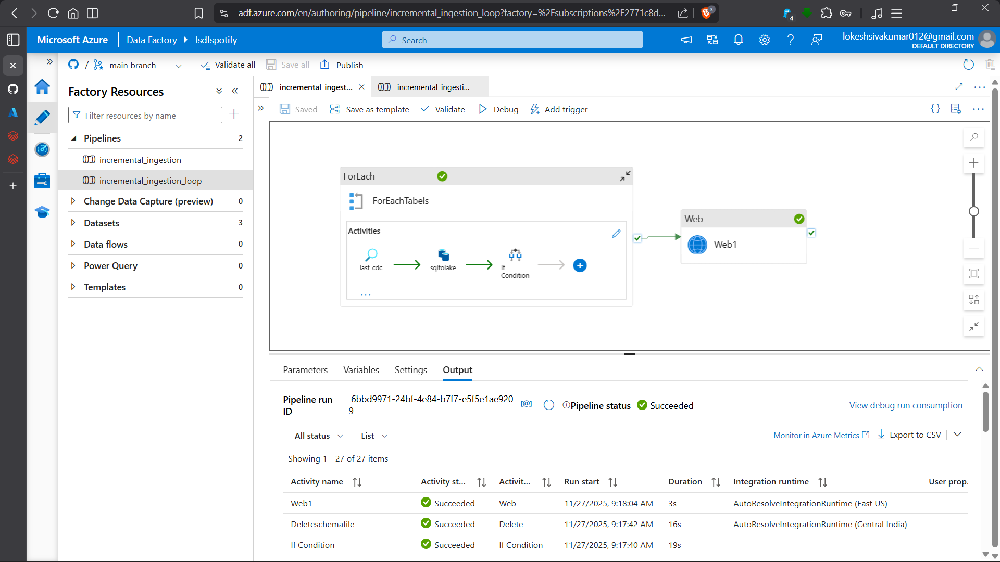 adf.azure.com/en/authoring/pipeline/incremental_ingestion_loop?factory=%2Fsubscriptions%2F2771c8d...
3
4
Microsoft Azure
Data Factory
lsdfspotify
Search
lokeshsivakumar012@gmail.com
DEFAULT DIRECTORY
/ main branch
Validate all
Save all
Publish
Factory Resources
Filter resources by name
Pipelines 2
incremental_ingestion
incremental_ingestion_loop
Change Data Capture (preview) 0
Datasets 3
Data flows 0
Power Query 0
Templates 0
incremental_ingest...
incremental_ingesti...
Saved
Save as template
Validate
Debug
Add trigger
{}
ForEach
ForEachTabels
Activities
last_cdc
sqltolake
If
Condition
...
Web
Web1
Parameters
Variables
Settings
Output
Pipeline run
ID
6bbd9971-24bf-4e84-b7f7-e5f5e1ae920
9
Pipeline status
Succeeded
View debug run consumption
All status
List
Monitor in Azure Metrics
Export to CSV
Showing 1 - 27 of 27 items
Activity name Activity st... Activit... Run start Duration Integration runtime User prop.
Web1 Succeeded Web 11/27/2025, 9:18:04 AM 3s AutoResolveIntegrationRuntime (East US)
Deleteschemafile Succeeded Delete 11/27/2025, 9:17:42 AM 16s AutoResolveIntegrationRuntime (Central India)
If Condition Succeeded If Condition 11/27/2025, 9:17:40 AM 19s